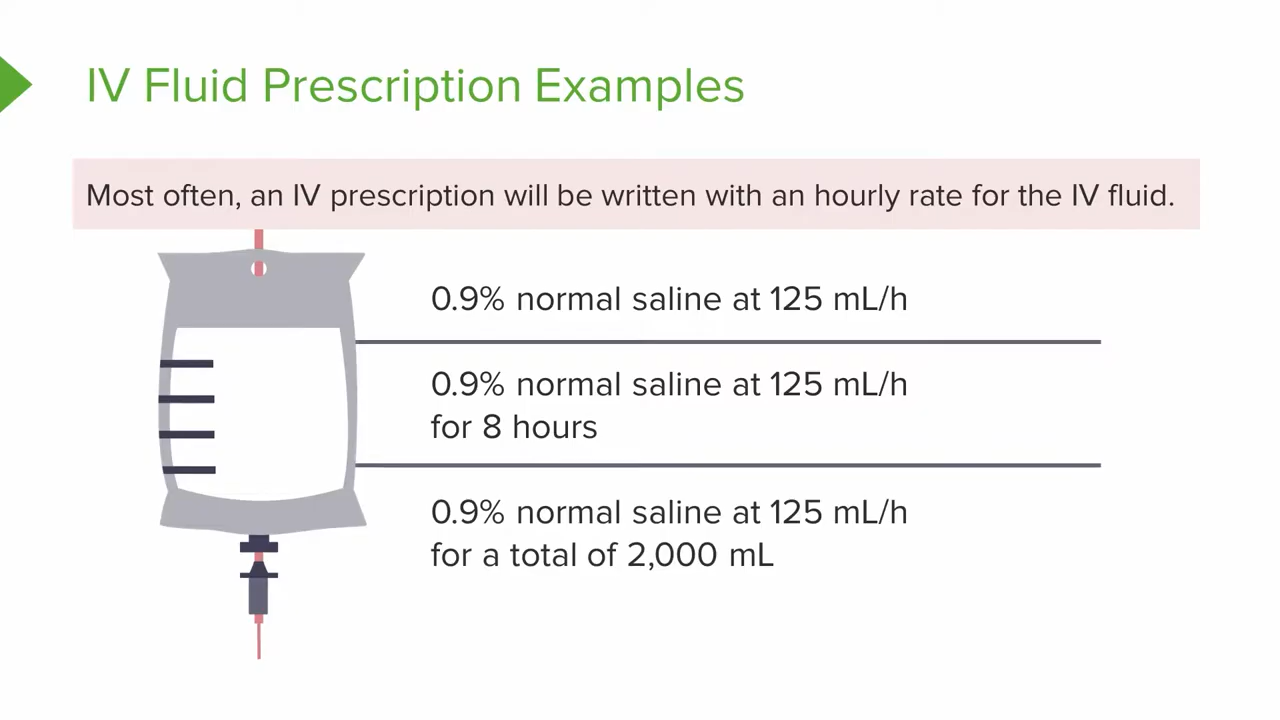 IV Fluid Prescription Examples
Most often, an IV prescription will be written with an hourly rate for the IV fluid.
0.9% normal saline at 125 mL/h
0.9% normal saline at 125 mL/h
for 8 hours
0.9% normal saline at 125 mL/h
for a total of 2,000 mL